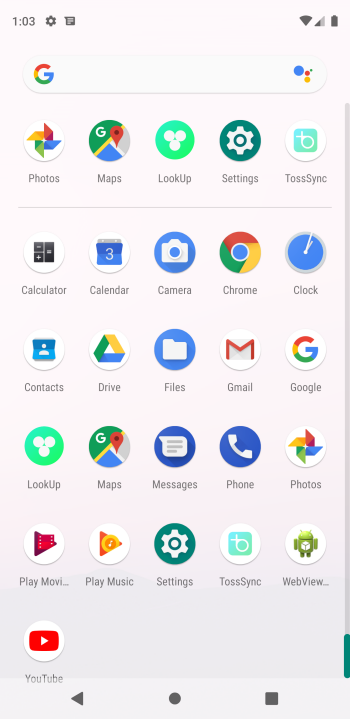 1:03
Photos Maps LookUp Settings TossSync
Calculator Calendar Camera Chrome Clock
Contacts Drive Files Gmail Google
LookUp Maps Messages Phone Photos
Play Movi... Play Music Settings TossSync WebView...
YouTube